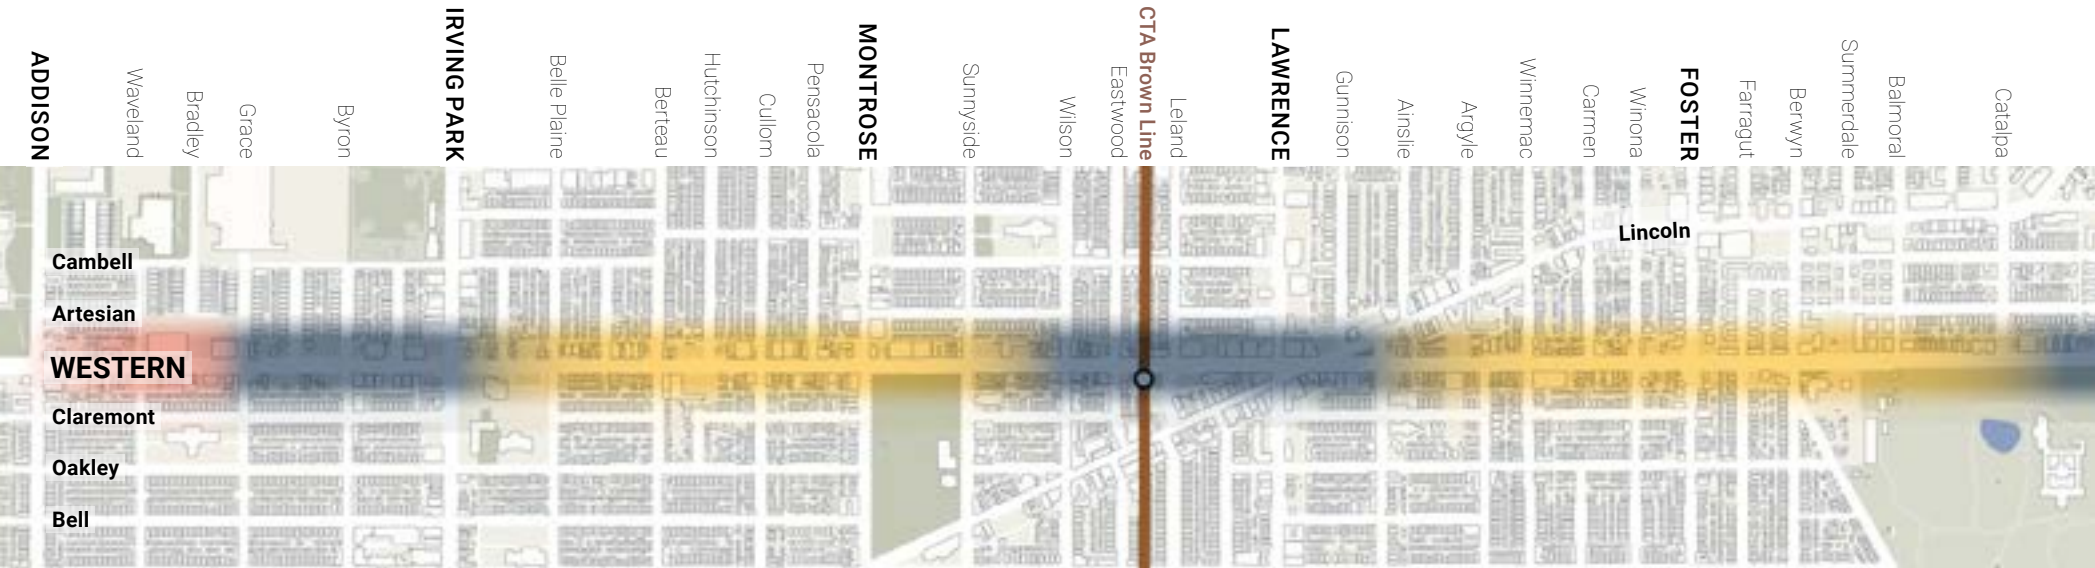 ADDISON
Waveland
Bradley
Grace
Byron
IRVING PARK
Belle Plaine
Berteau
Hutchinson
Cullom
Pensacola
MONTROSE
Sunnyside
Wilson
Eastwood
CTA Brown Line
Leland
LAWRENCE
Gunnison
Ainslie
Argyle
Winnemac
Carmen
Winona
FOSTER
Farragut
Berwyn
Summerdale
Balmoral
Catalpa
Lincoln
Cambell
Artesian
WESTERN
Claremont
Oakley
Bell